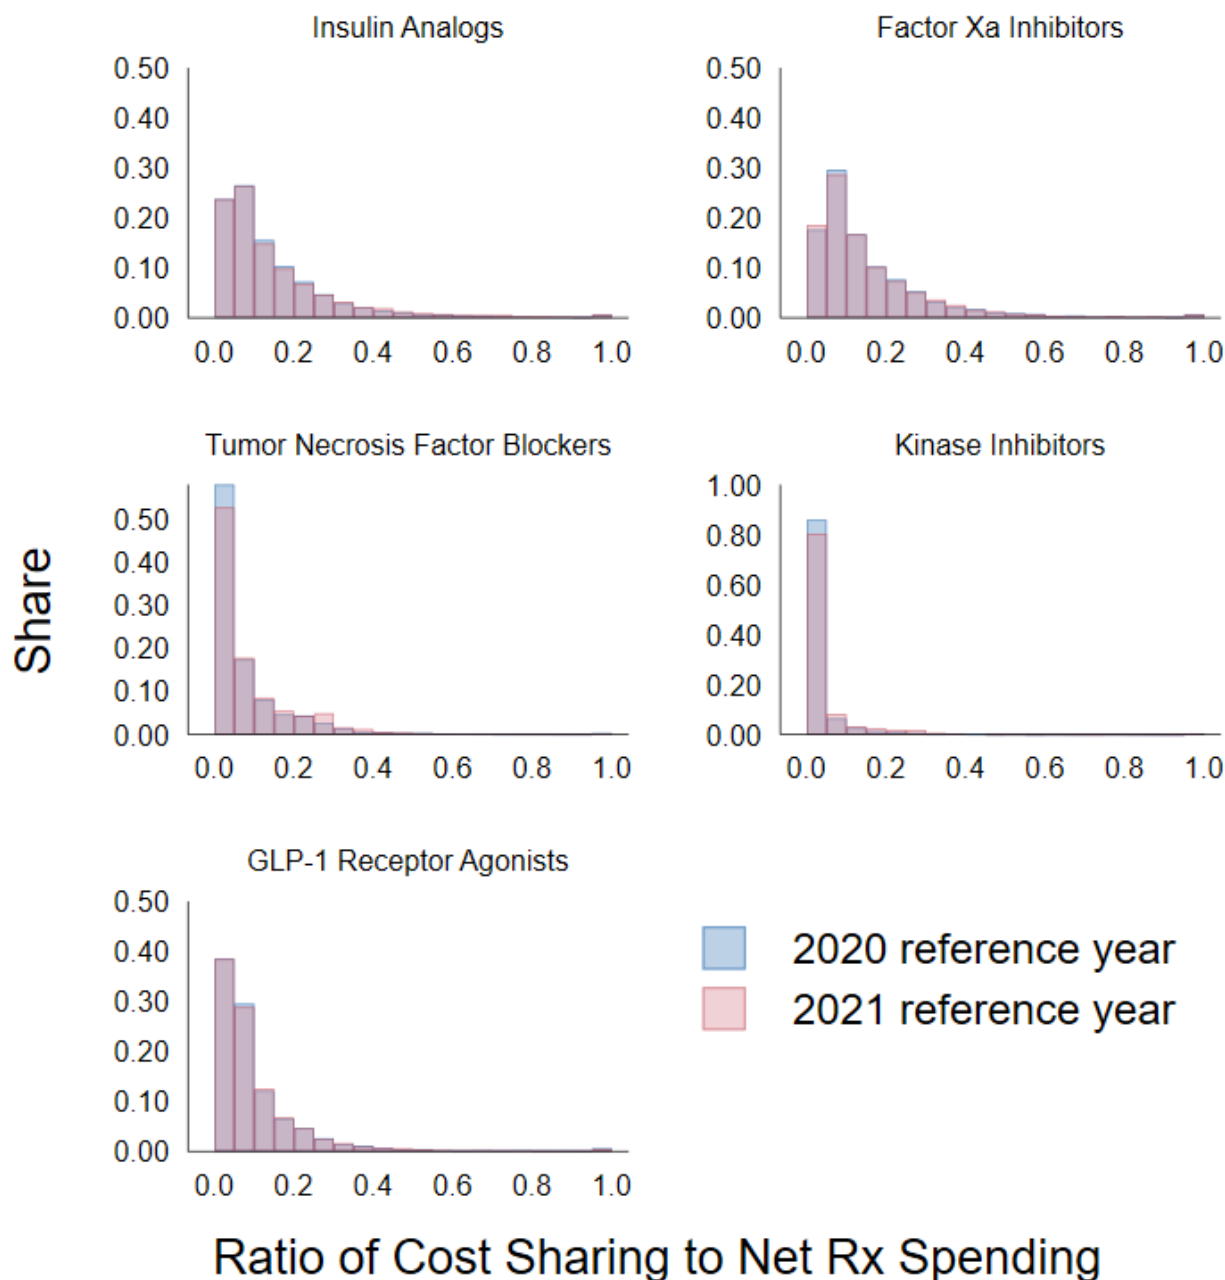 Insulin Analogs
0.50
0.40
0.30
0.20
0.10
0.00
0.0 0.2 0.4 0.6 0.8 1.0
Factor Xa Inhibitors
0.50
0.40
0.30
0.20
0.10
0.00
0.0 0.2 0.4 0.6 0.8 1.0
Tumor Necrosis Factor Blockers
0.50
0.40
0.30
0.20
0.10
0.00
0.0 0.2 0.4 0.6 0.8 1.0
Kinase Inhibitors
1.00
0.80
0.60
0.40
0.20
0.00
0.0 0.2 0.4 0.6 0.8 1.0
Share
GLP-1 Receptor Agonists
0.50
0.40
0.30
0.20
0.10
0.00
0.0 0.2 0.4 0.6 0.8 1.0
2020 reference year
2021 reference year
Ratio of Cost Sharing to Net Rx Spending